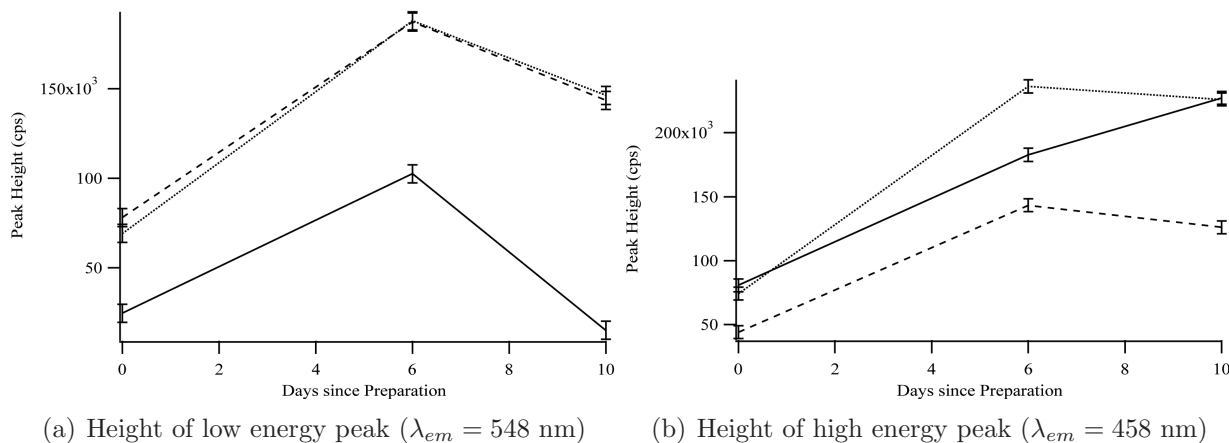 Peak Height (cps)
150x10³
100
50
0 2 4 6 8 10
Days since Preparation
(a) Height of low energy peak (λem = 548 nm)
Peak Height (cps)
200x10³
150
100
50
0 2 4 6 8 10
Days since Preparation
(b) Height of high energy peak (λem = 458 nm)